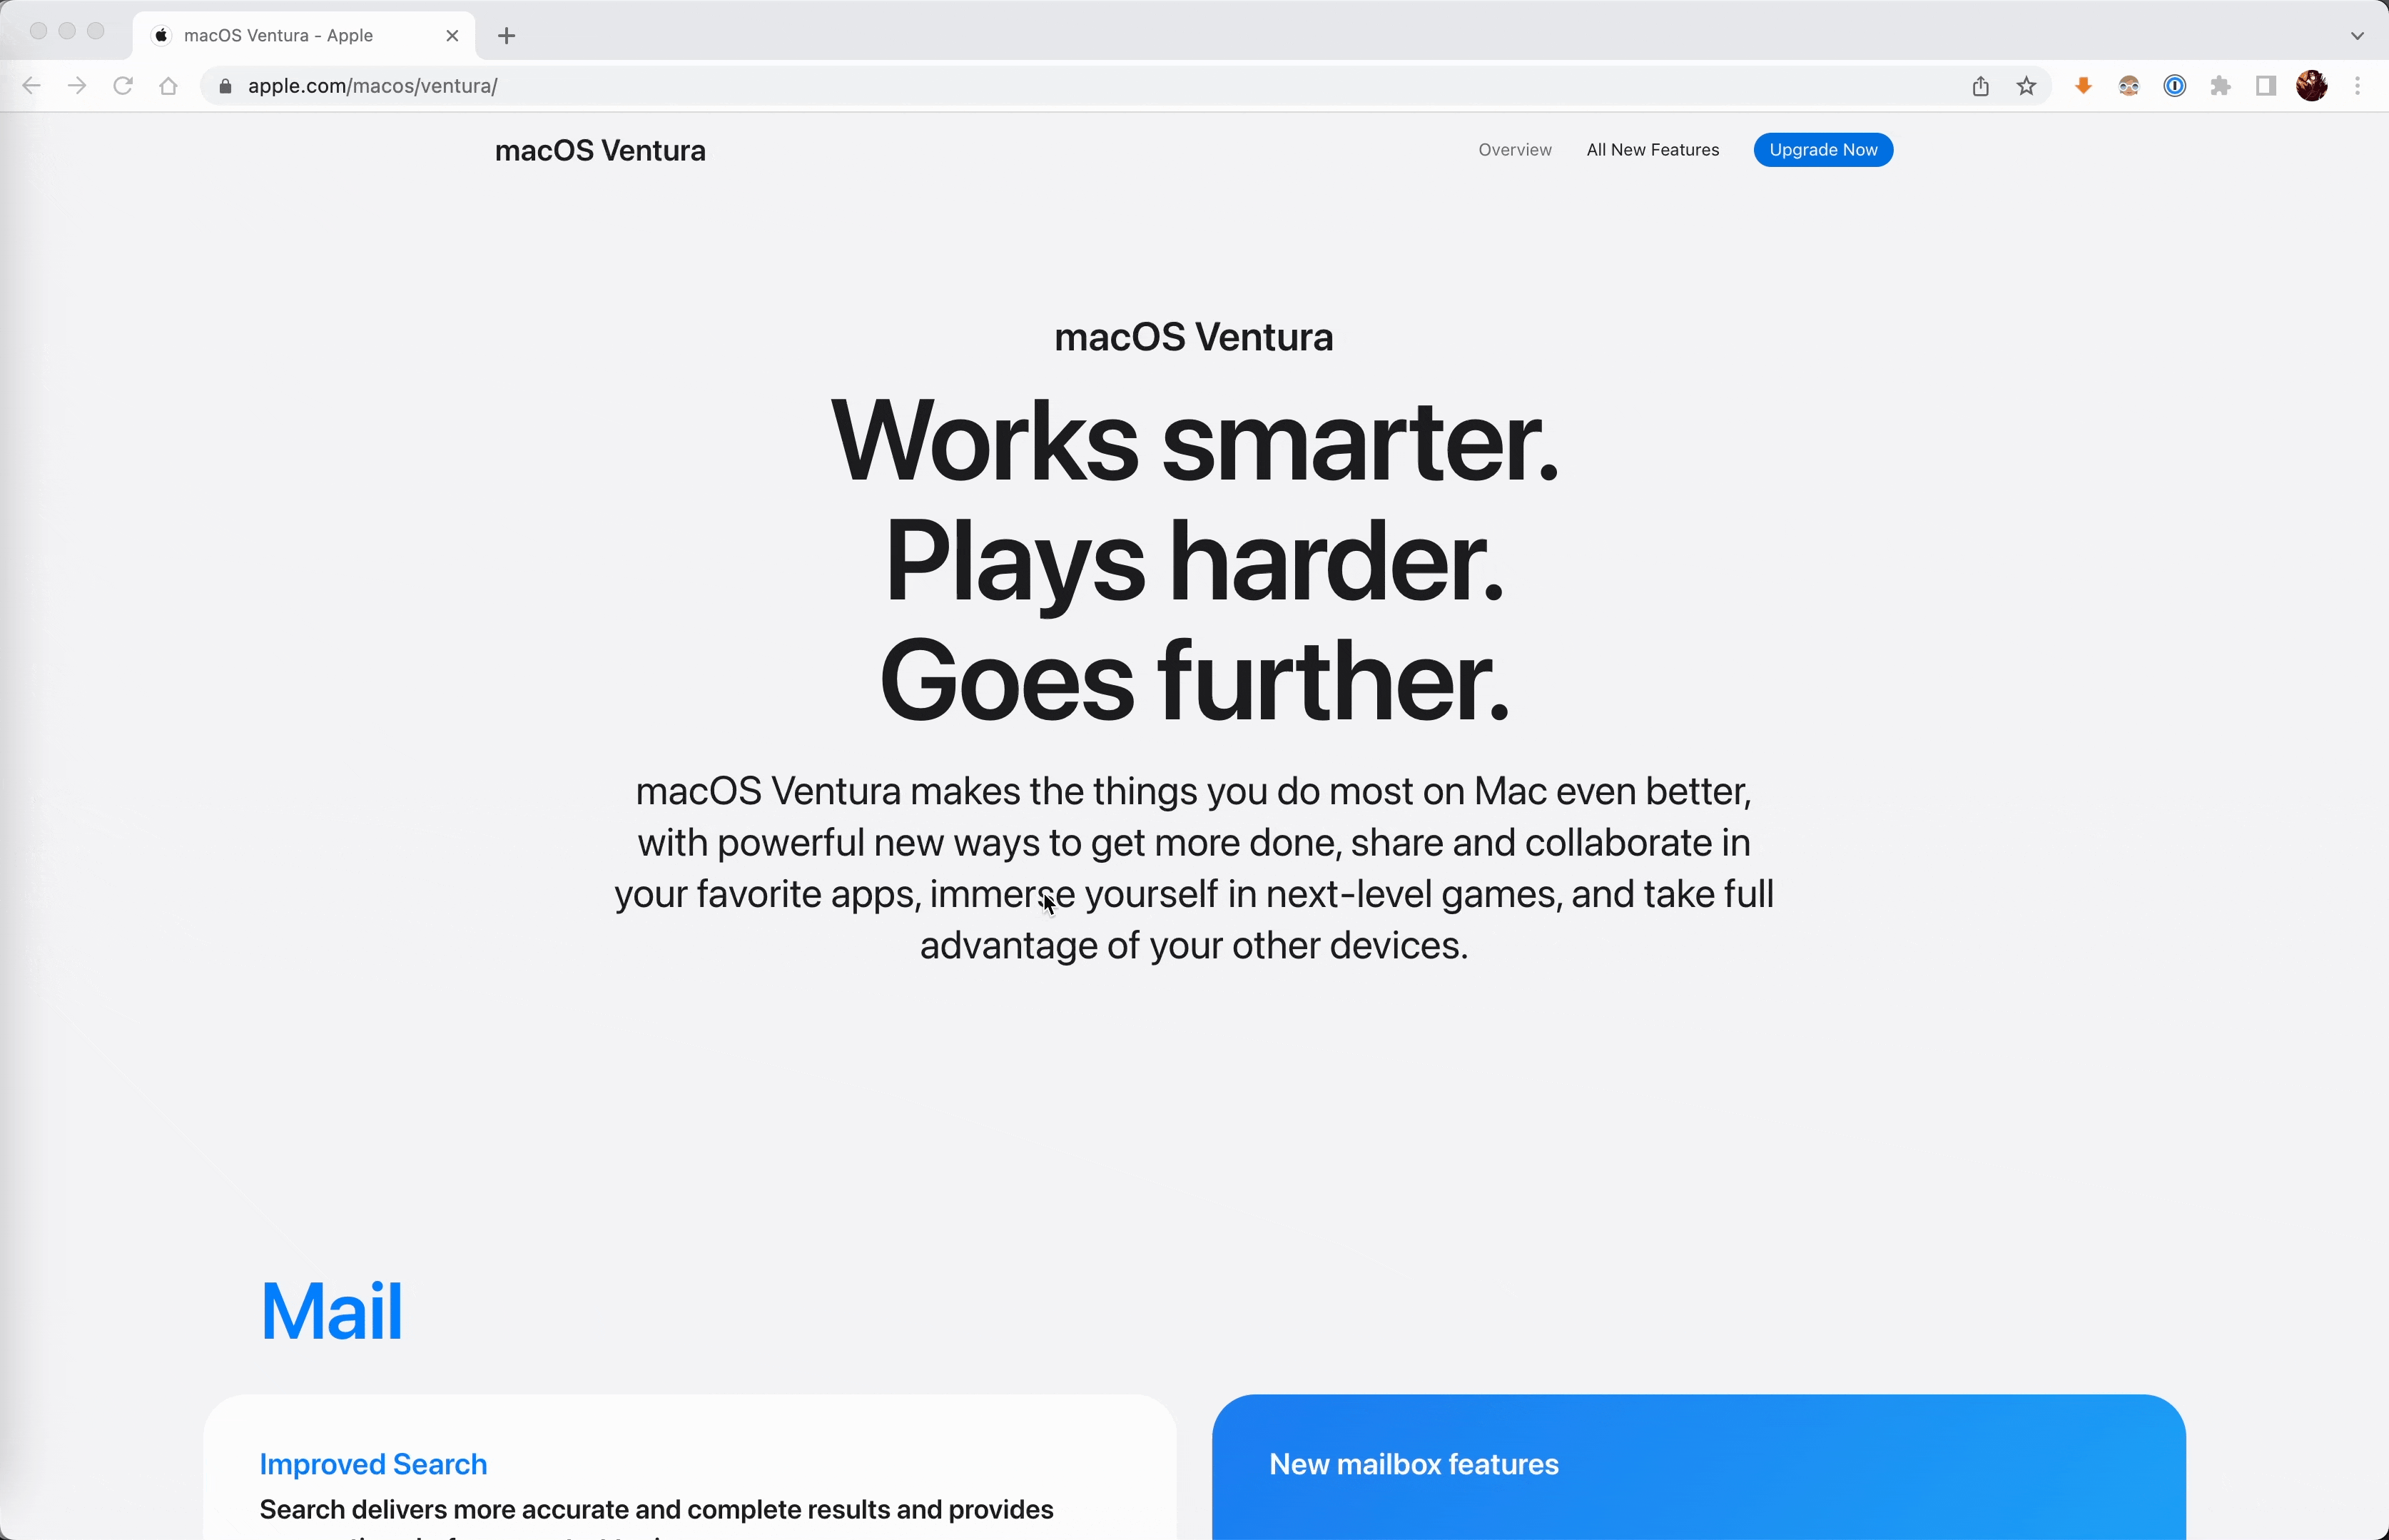 macOS Ventura - Apple
apple.com/macos/ventura/
macOS Ventura
Overview
All New Features
Upgrade Now
macOS Ventura
Works smarter.
Plays harder.
Goes further.
macOS Ventura makes the things you do most on Mac even better,
with powerful new ways to get more done, share and collaborate in
your favorite apps, immerse yourself in next-level games, and take full
advantage of your other devices.
Mail
Improved Search
Search delivers more accurate and complete results and provides
New mailbox features